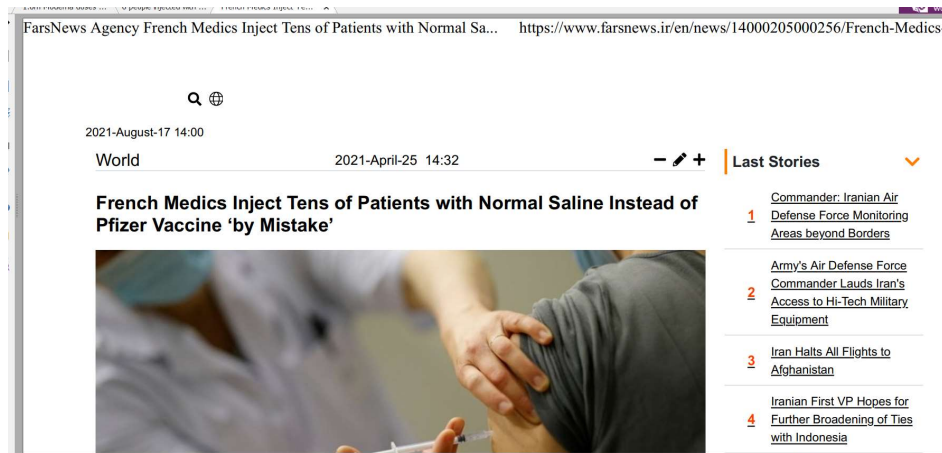 FarsNews Agency French Medics Inject Tens of Patients with Normal Sa... https://www.farsnews.ir/en/news/14000205000256/French-Medics
2021-August-17 14:00
World 2021-April-25 14:32
French Medics Inject Tens of Patients with Normal Saline Instead of
Pfizer Vaccine ‘by Mistake’
Last Stories
1 Commander: Iranian Air
Defense Force Monitoring
Areas beyond Borders
2 Army's Air Defense Force
Commander Lauds Iran's
Access to Hi-Tech Military
Equipment
3 Iran Halts All Flights to
Afghanistan
4 Iranian First VP Hopes for
Further Broadening of Ties
with Indonesia